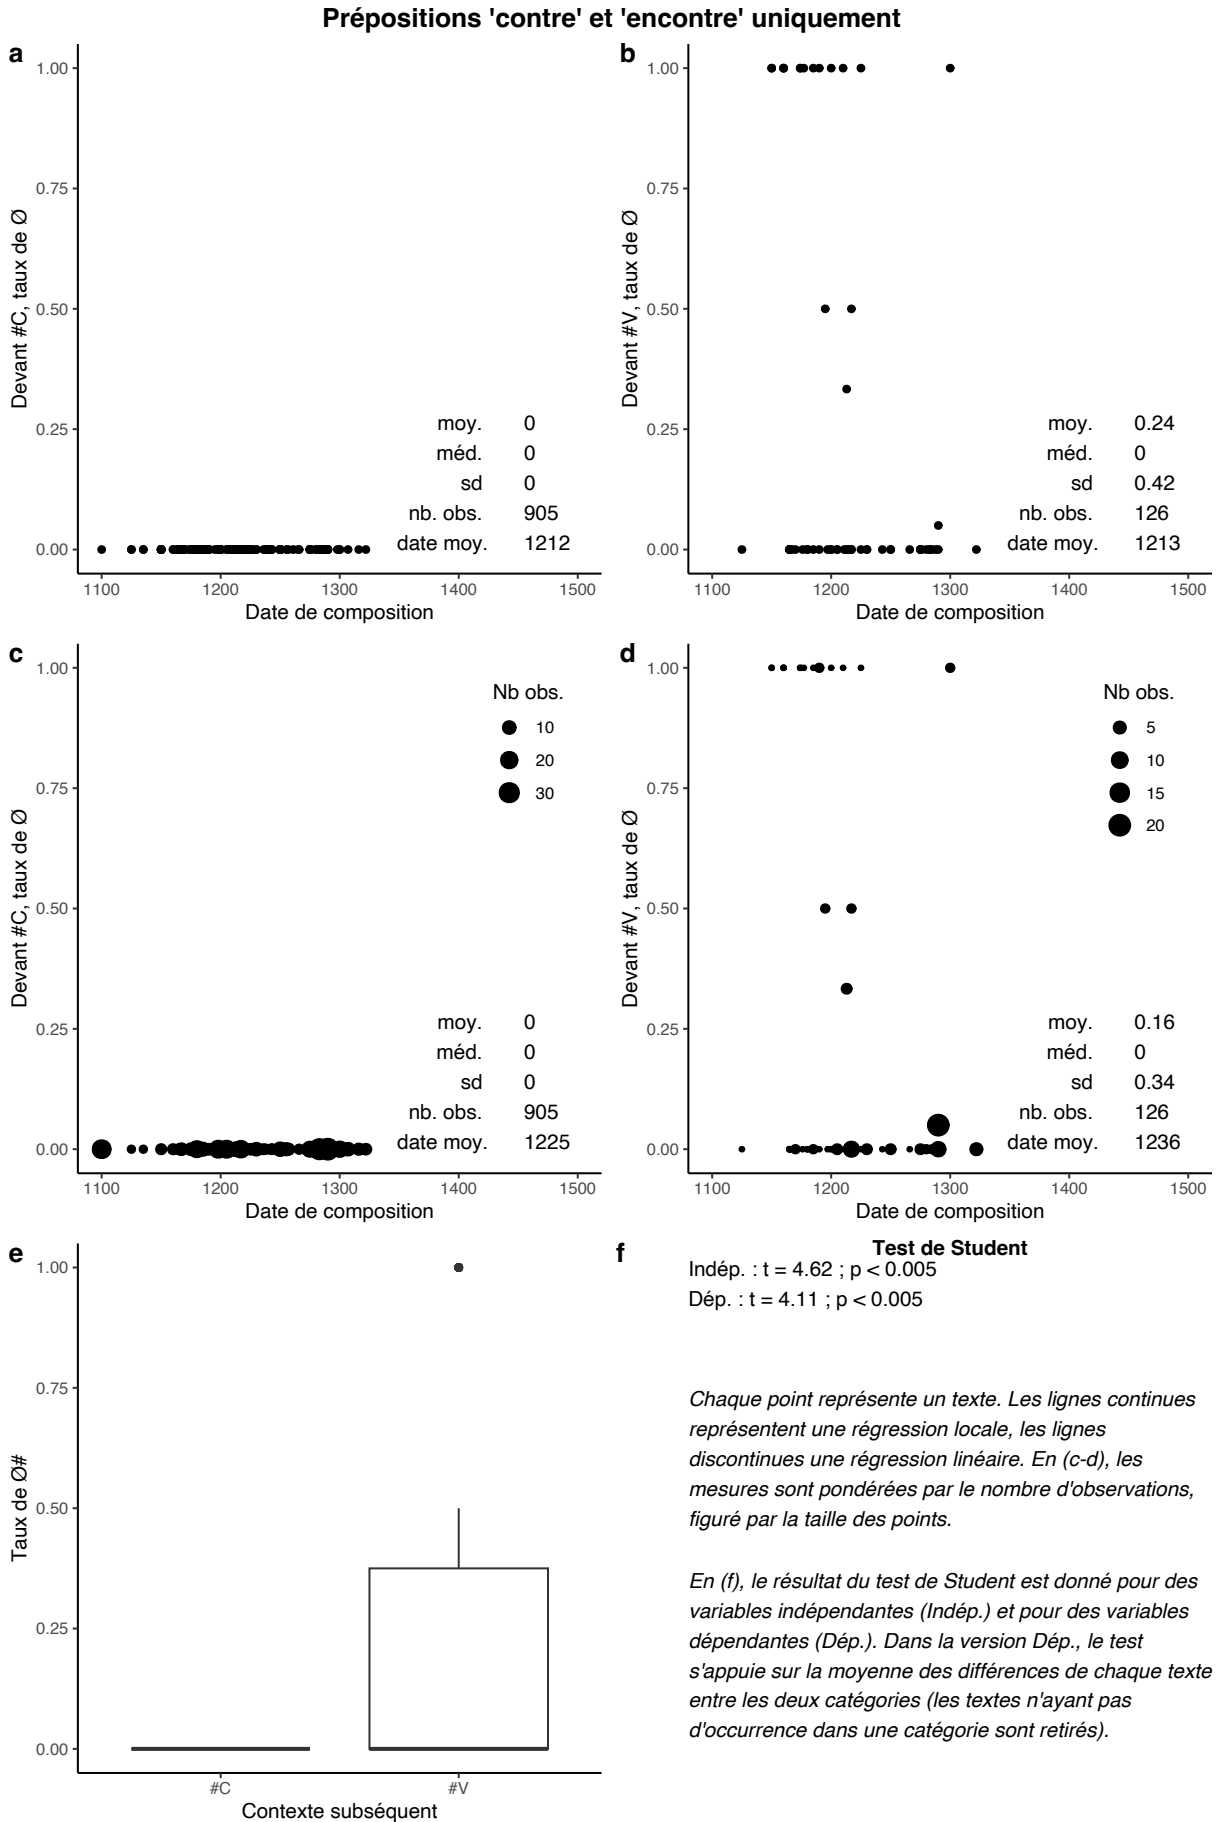 Prépositions 'contre' et 'encontre' uniquement
a
1.00
0.75
0.50
0.25
0.00
Devant #C, taux de Ø
moy. 0
méd. 0
sd 0
nb. obs. 905
date moy. 1212
1100 1200 1300 1400 1500
Date de composition
b
1.00
0.75
0.50
0.25
0.00
Devant #V, taux de Ø
moy. 0.24
méd. 0
sd 0.42
nb. obs. 126
date moy. 1213
1100 1200 1300 1400 1500
Date de composition
c
1.00
0.75
0.50
0.25
0.00
Devant #C, taux de Ø
Nb obs.
10
20
30
moy. 0
méd. 0
sd 0
nb. obs. 905
date moy. 1225
1100 1200 1300 1400 1500
Date de composition
d
1.00
0.75
0.50
0.25
0.00
Devant #V, taux de Ø
Nb obs.
5
10
15
20
moy. 0.16
méd. 0
sd 0.34
nb. obs. 126
date moy. 1236
1100 1200 1300 1400 1500
Date de composition
e
1.00
0.75
0.50
0.25
0.00
Taux de Ø#
#C #V
Contexte subséquent
f
Test de Student
Indép. : t = 4.62 ; p < 0.005
Dép. : t = 4.11 ; p < 0.005
Chaque point représente un texte. Les lignes continues
représentent une régression locale, les lignes
discontinues une régression linéaire. En (c-d), les
mesures sont pondérées par le nombre d'observations,
figuré par la taille des points.
En (f), le résultat du test de Student est donné pour des
variables indépendantes (Indép.) et pour des variables
dépendantes (Dép.). Dans la version Dép., le test
s'appuie sur la moyenne des différences de chaque texte
entre les deux catégories (les textes n'ayant pas
d'occurrence dans une catégorie sont retirés).